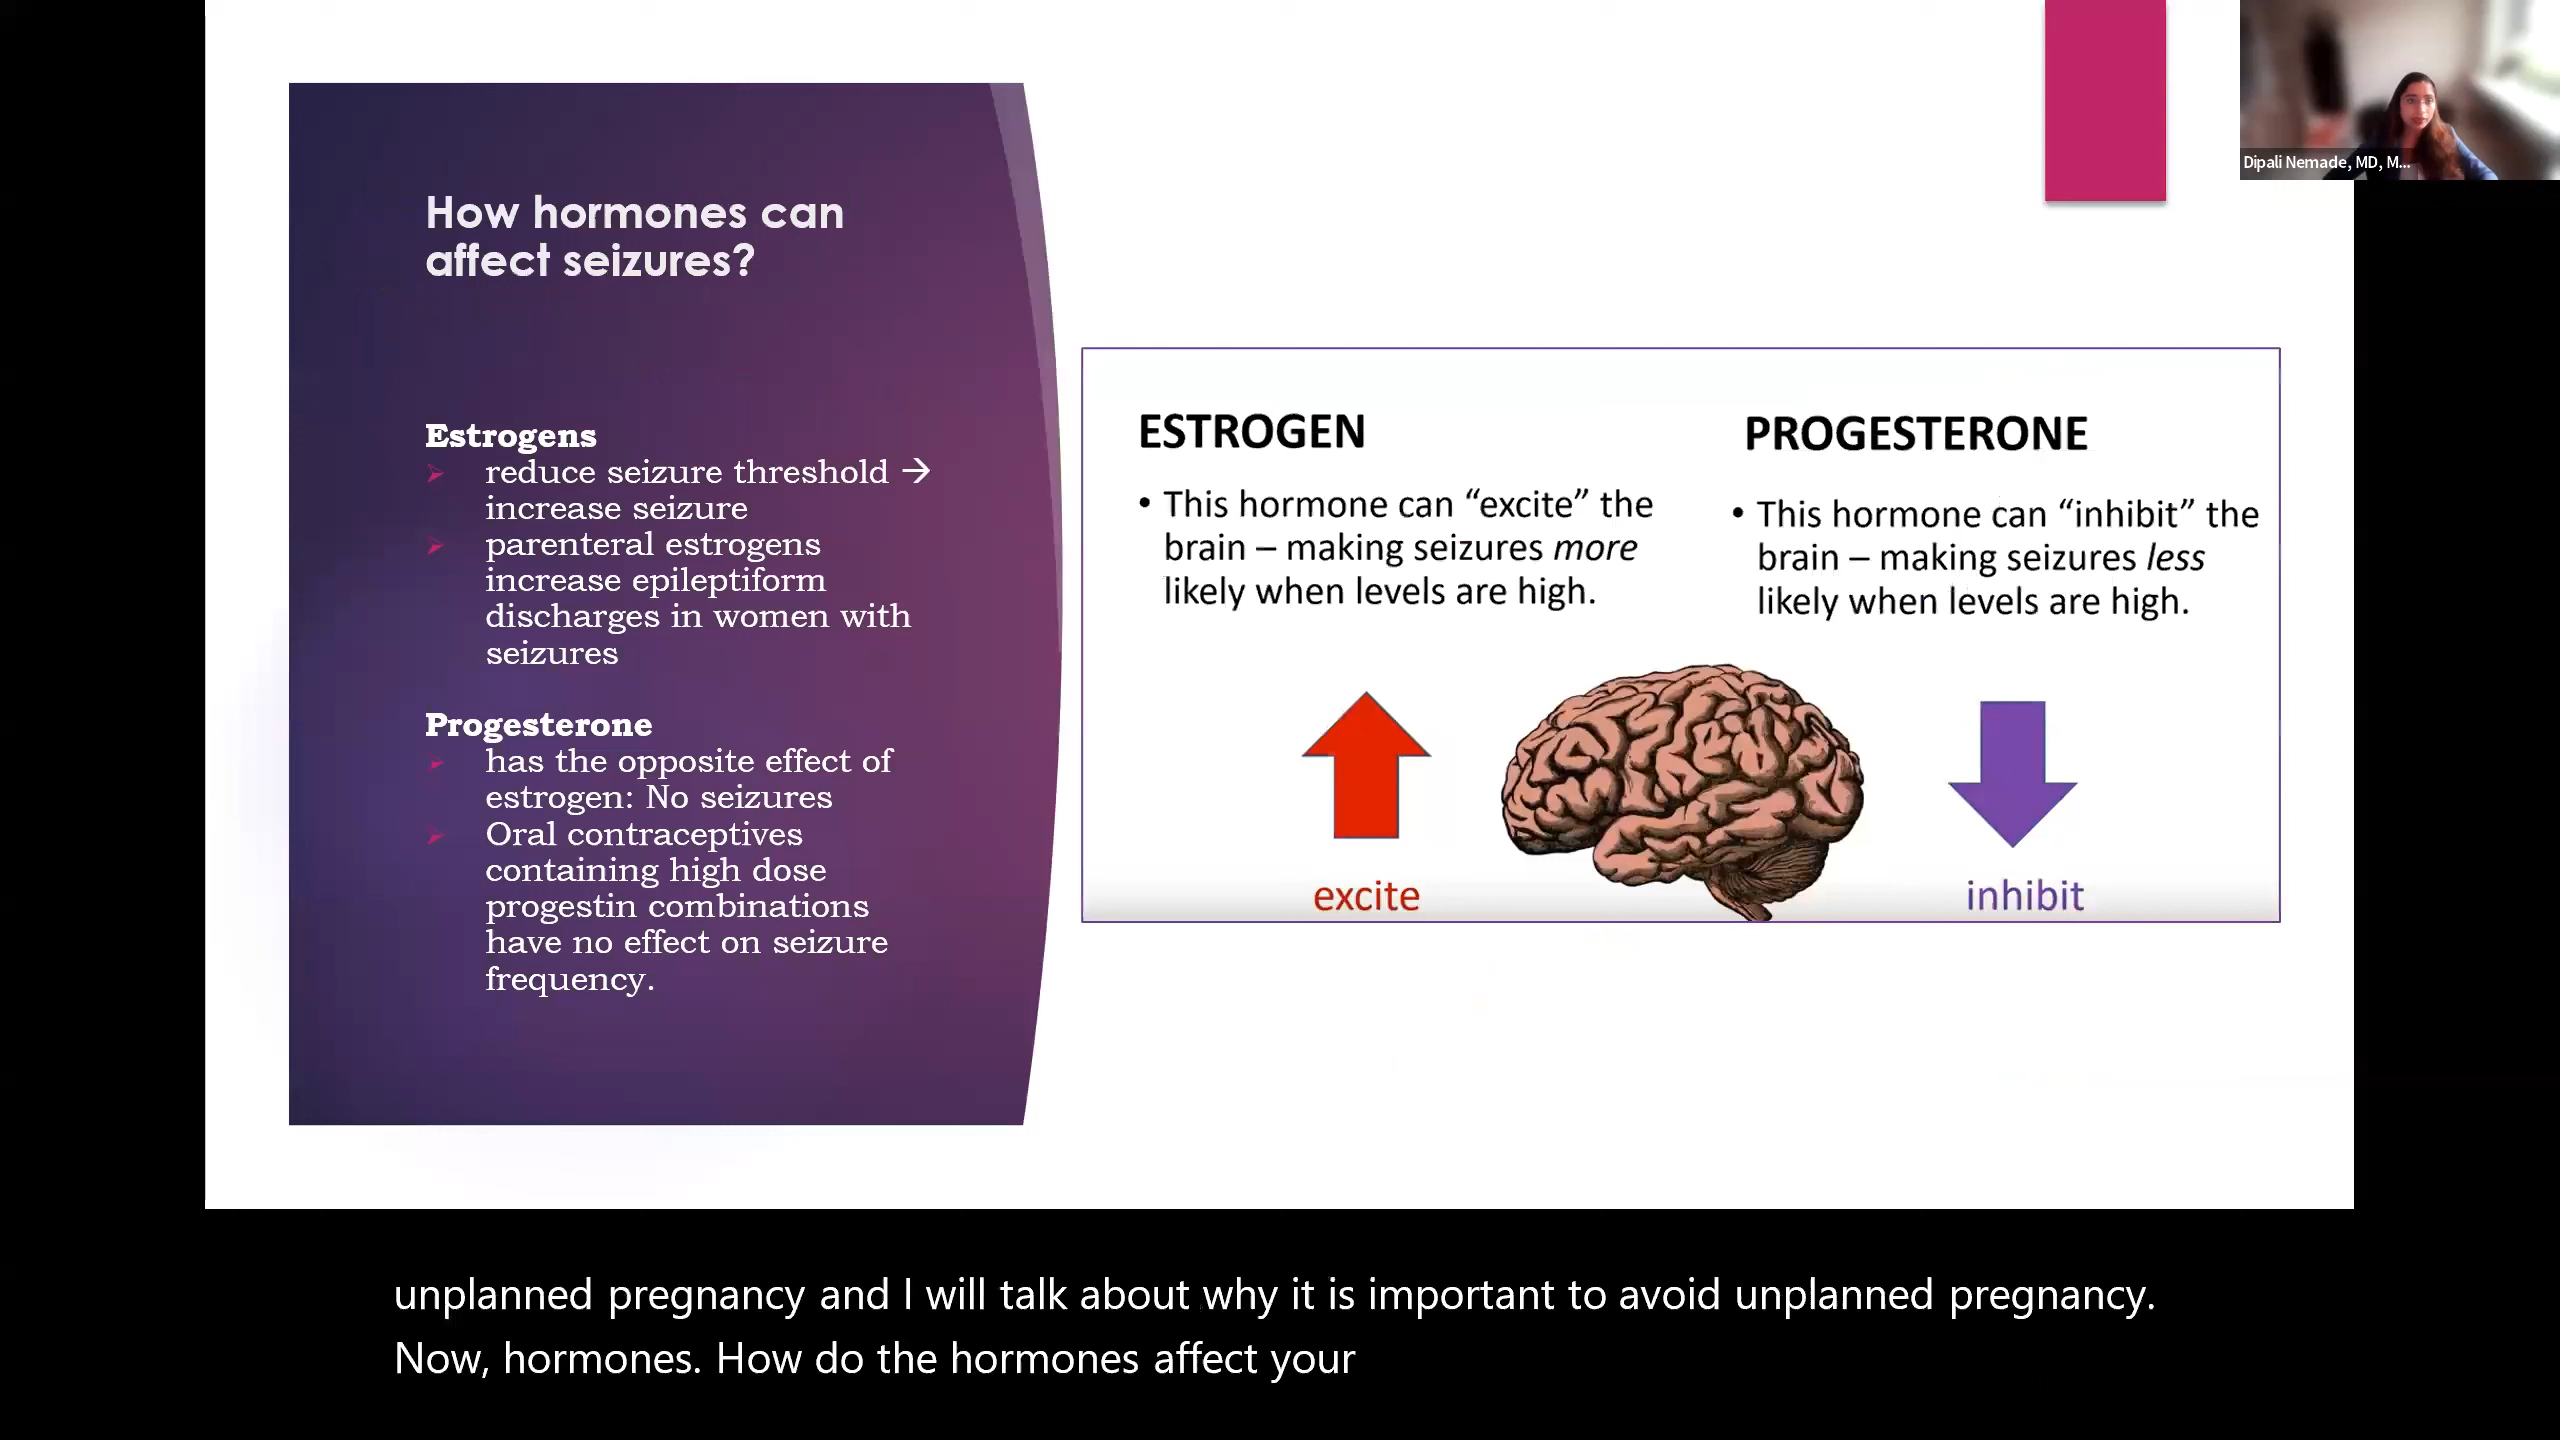 Dipali Nemade, MD, M...
How hormones can
affect seizures?
Estrogens
reduce seizure threshold →
increase seizure
parenteral estrogens
increase epileptiform
discharges in women with
seizures
Progesterone
has the opposite effect of
estrogen: No seizures
Oral contraceptives
containing high dose
progestin combinations
have no effect on seizure
frequency.
ESTROGEN
• This hormone can “excite” the
brain – making seizures more
likely when levels are high.
excite
PROGESTERONE
• This hormone can “inhibit” the
brain – making seizures less
likely when levels are high.
inhibit
unplanned pregnancy and I will talk about why it is important to avoid unplanned pregnancy.
Now, hormones. How do the hormones affect your